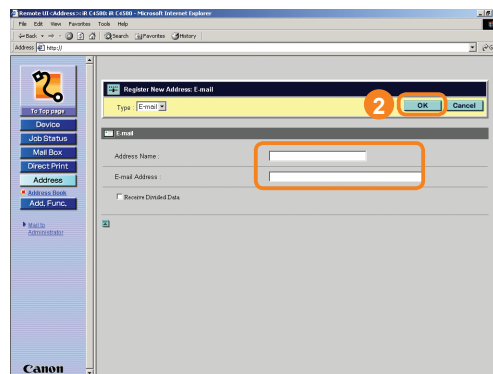 Remote UI <Address>: iR C4580: iR C4580 - Microsoft Internet Explorer
File Edit View Favorites Tools Help
Back Search Favorites History
Address http://
To Top page
Device
Job Status
Mail Box
Direct Print
Address
Address Book
Add. Func.
Mail to
Administrator
Canon
Register New Address: E-mail
Type : E-mail
2
OK Cancel
E-mail
Address Name :
E-mail Address :
Receive Divided Data